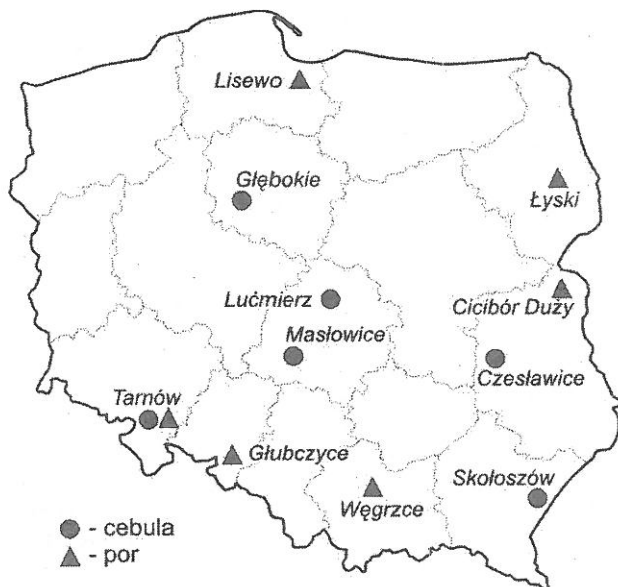 Lisewo
Głębokie
Łyski
Lućmierz
Cicibór Duży
Masłowice
Czesławice
Tarnów
Głubczyce
Skołoszów
Węgrzce
- cebula
- por